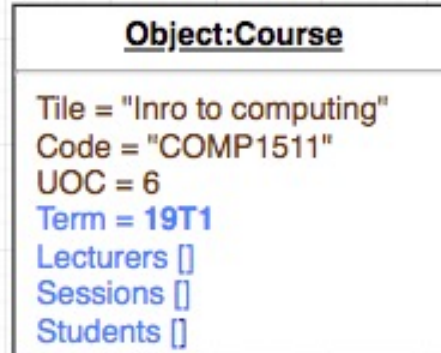 Object:Course
Tile = "Inro to computing"
Code = "COMP1511"
UOC = 6
Term = 19T1
Lecturers []
Sessions []
Students []